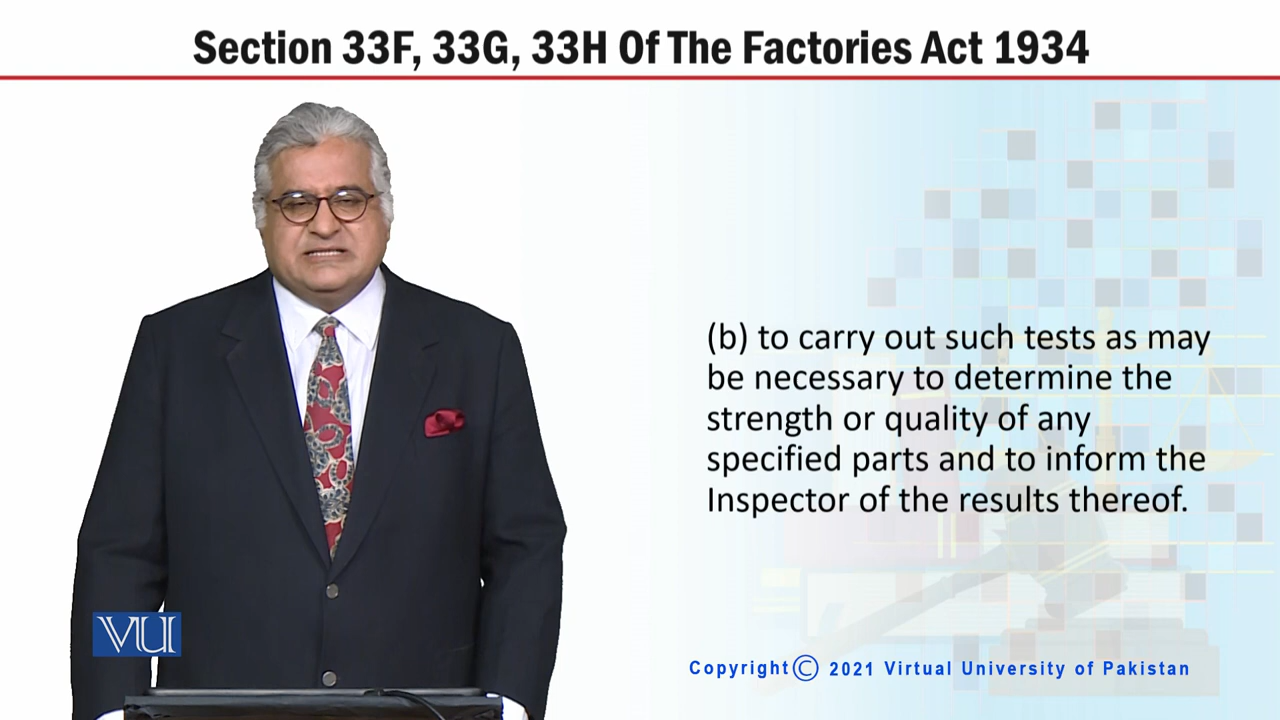 Section 33F, 33G, 33H Of The Factories Act 1934
(b) to carry out such tests as may
be necessary to determine the
strength or quality of any
specified parts and to inform the
Inspector of the results thereof.
VU
Copyright© 2021 Virtual University of Pakistan